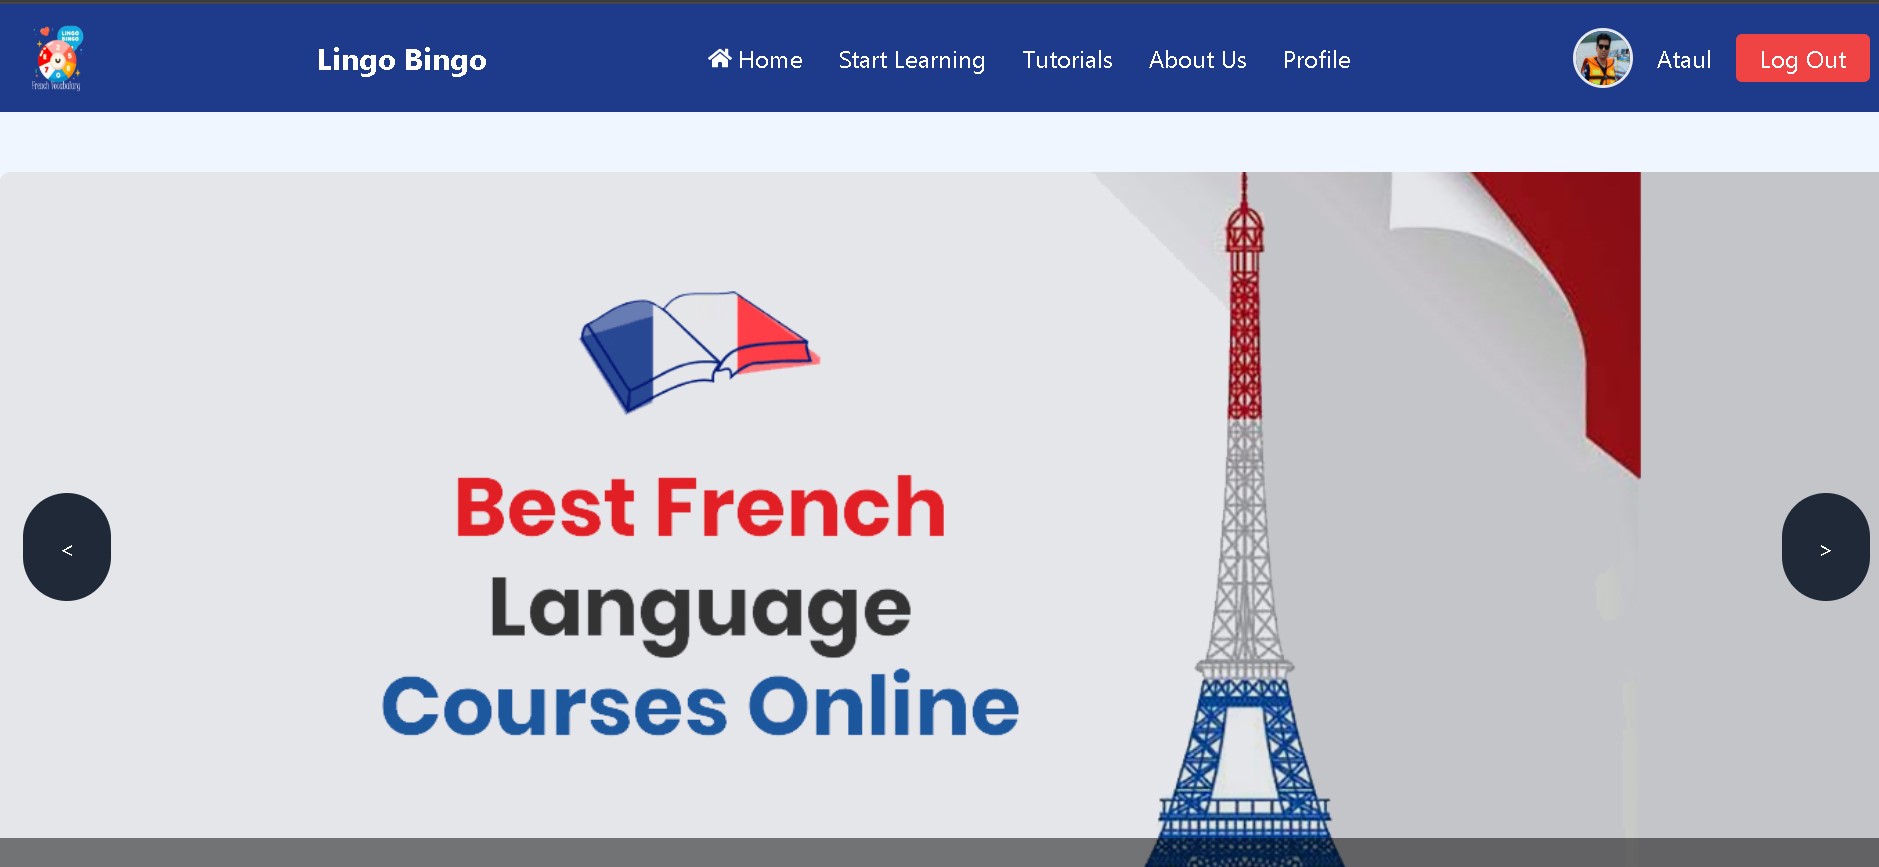 LINGO
BINGO
French Vocabulary
Lingo Bingo
Home Start Learning Tutorials About Us Profile
Ataul Log Out
Best French
Language
Courses Online
<
>